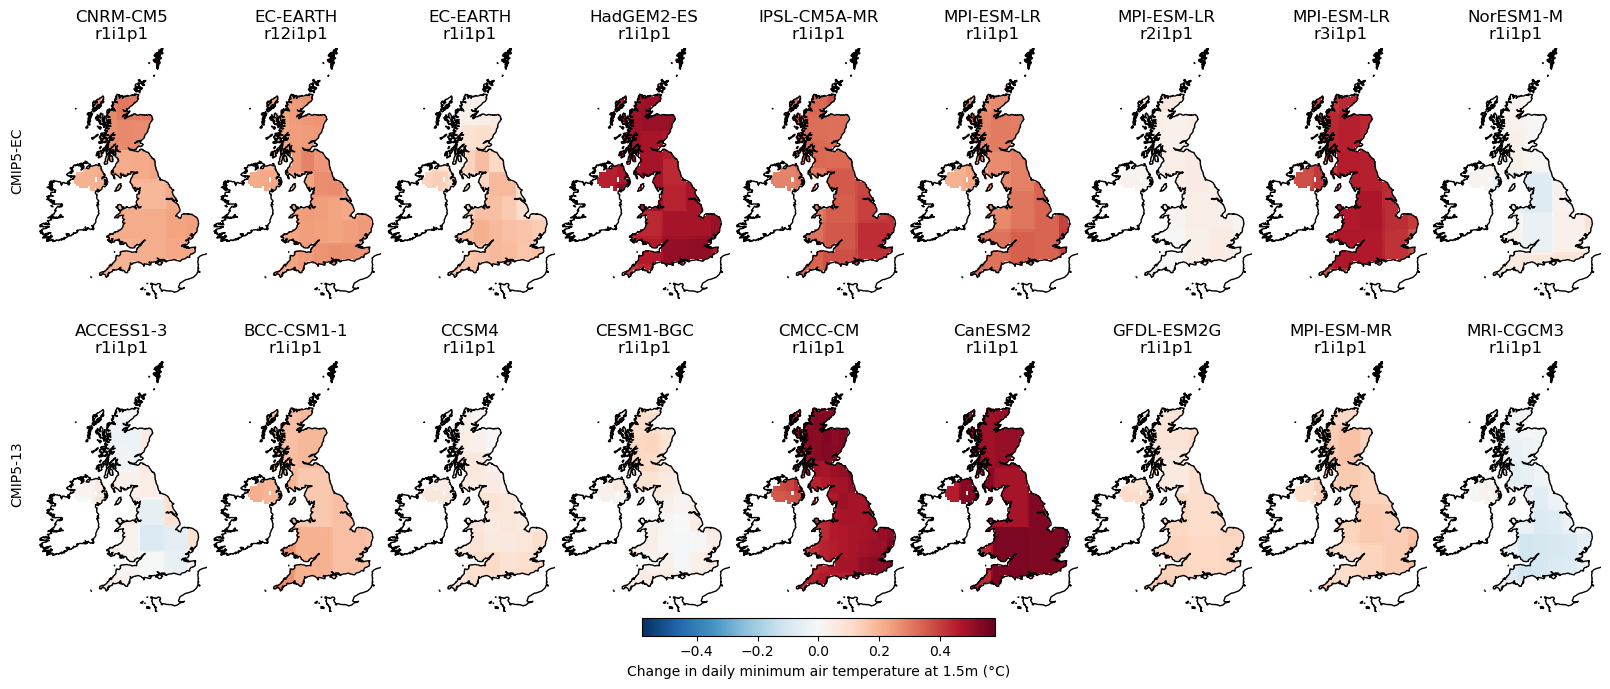 CNRM-CM5
r1i1p1
EC-EARTH
r12i1p1
EC-EARTH
r1i1p1
HadGEM2-ES
r1i1p1
IPSL-CM5A-MR
r1i1p1
MPI-ESM-LR
r1i1p1
MPI-ESM-LR
r2i1p1
MPI-ESM-LR
r3i1p1
NorESM1-M
r1i1p1
CMIP5-EC
ACCESS1-3
r1i1p1
BCC-CSM1-1
r1i1p1
CCSM4
r1i1p1
CESM1-BGC
r1i1p1
CMCC-CM
r1i1p1
CanESM2
r1i1p1
GFDL-ESM2G
r1i1p1
MPI-ESM-MR
r1i1p1
MRI-CGCM3
r1i1p1
CMIP5-13
−0.4 −0.2 0.0 0.2 0.4
Change in daily minimum air temperature at 1.5m (°C)